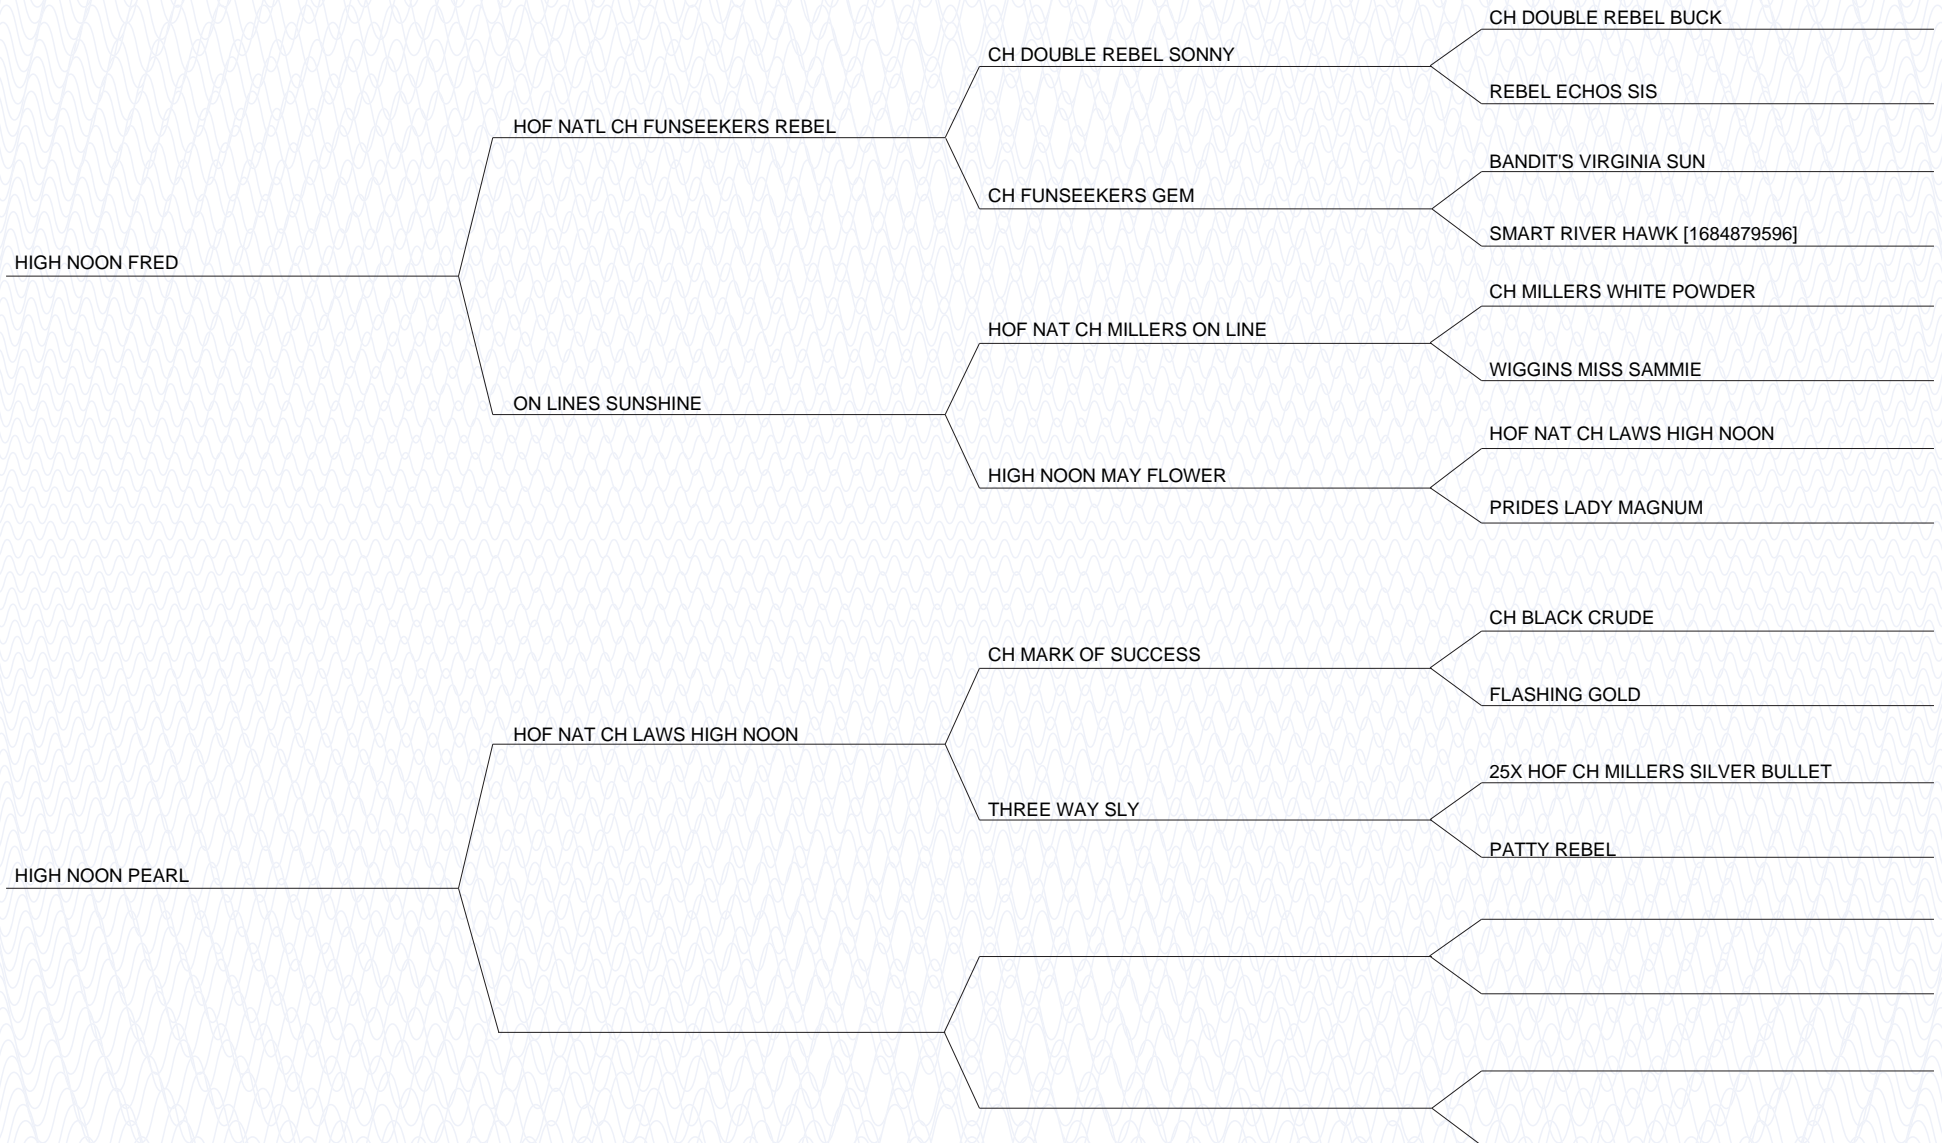 CH DOUBLE REBEL BUCK
CH DOUBLE REBEL SONNY
REBEL ECHOS SIS
HOF NATL CH FUNSEEKERS REBEL
BANDIT'S VIRGINIA SUN
CH FUNSEEKERS GEM
SMART RIVER HAWK [1684879596]
HIGH NOON FRED
CH MILLERS WHITE POWDER
HOF NAT CH MILLERS ON LINE
WIGGINS MISS SAMMIE
ON LINES SUNSHINE
HOF NAT CH LAWS HIGH NOON
HIGH NOON MAY FLOWER
PRIDES LADY MAGNUM
CH BLACK CRUDE
CH MARK OF SUCCESS
FLASHING GOLD
HOF NAT CH LAWS HIGH NOON
25X HOF CH MILLERS SILVER BULLET
THREE WAY SLY
PATTY REBEL
HIGH NOON PEARL